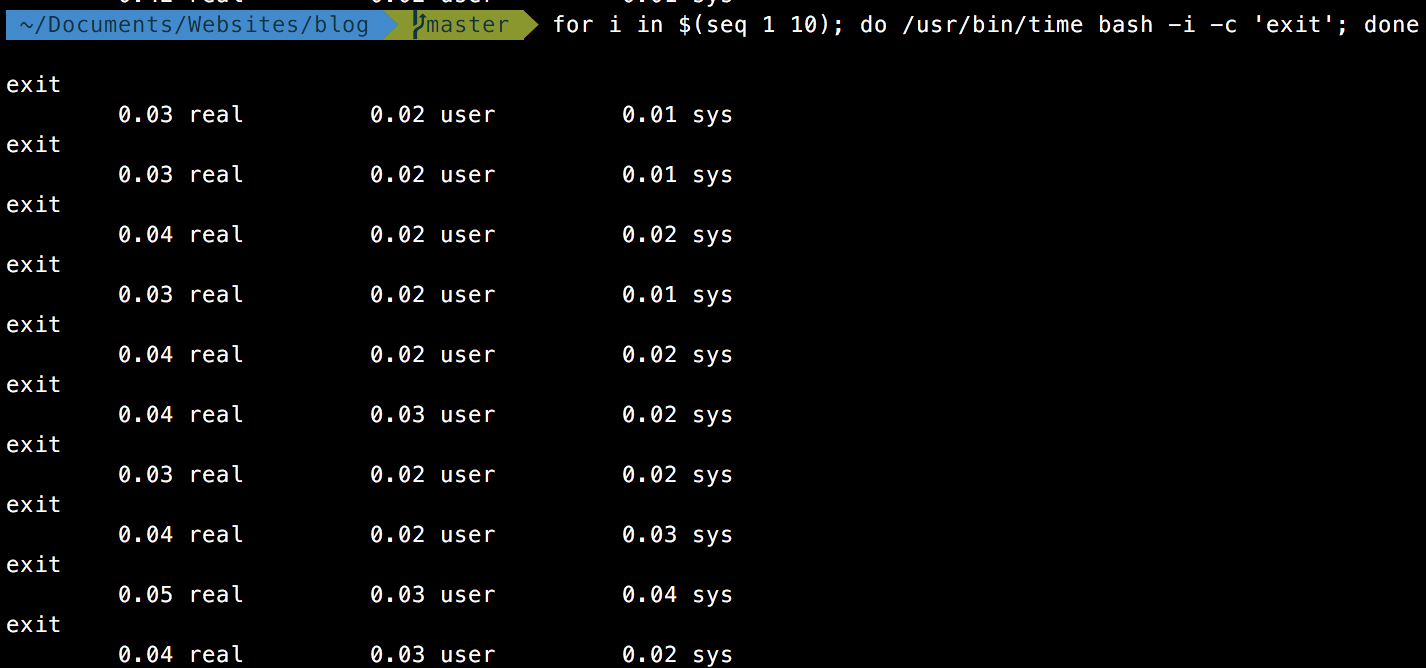 ~/Documents/Websites/blog master for i in $(seq 1 10); do /usr/bin/time bash -i -c 'exit'; done
exit
0.03 real 0.02 user 0.01 sys
exit
0.03 real 0.02 user 0.01 sys
exit
0.04 real 0.02 user 0.02 sys
exit
0.03 real 0.02 user 0.01 sys
exit
0.04 real 0.02 user 0.02 sys
exit
0.04 real 0.03 user 0.02 sys
exit
0.03 real 0.02 user 0.02 sys
exit
0.04 real 0.02 user 0.03 sys
exit
0.05 real 0.03 user 0.04 sys
exit
0.04 real 0.03 user 0.02 sys